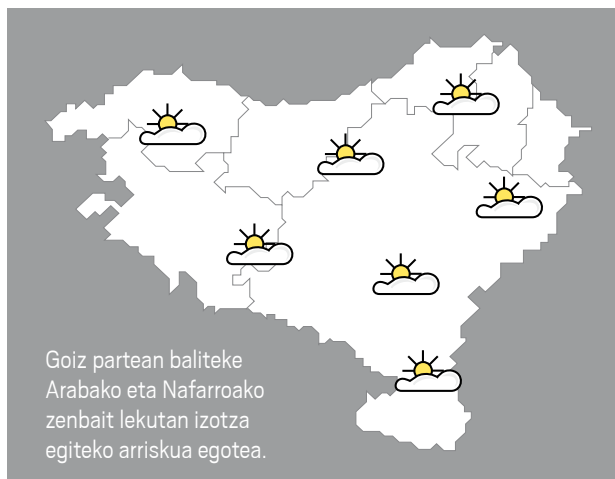 Goiz partean baliteke
Arabako eta Nafarroako
zenbait lekutan izotza
egiteko arriskua egotea.